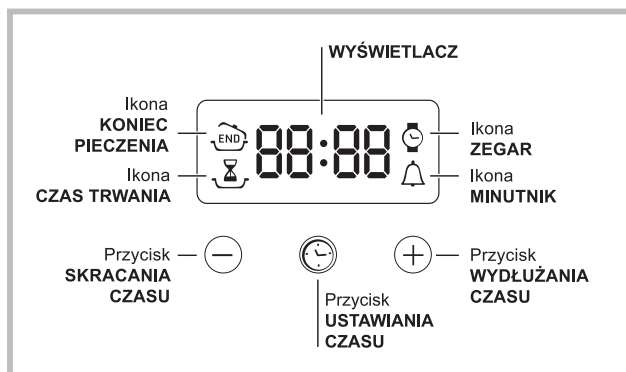 WYŚWIETLACZ
Ikona
KONIEC
PIECZENIA
END
88:88
Ikona
ZEGAR
Ikona
CZAS TRWANIA
Ikona
MINUTNIK
Przycisk
SKRACANIA
CZASU
Przycisk
USTAWIANIA
CZASU
Przycisk
WYDŁUŻANIA
CZASU